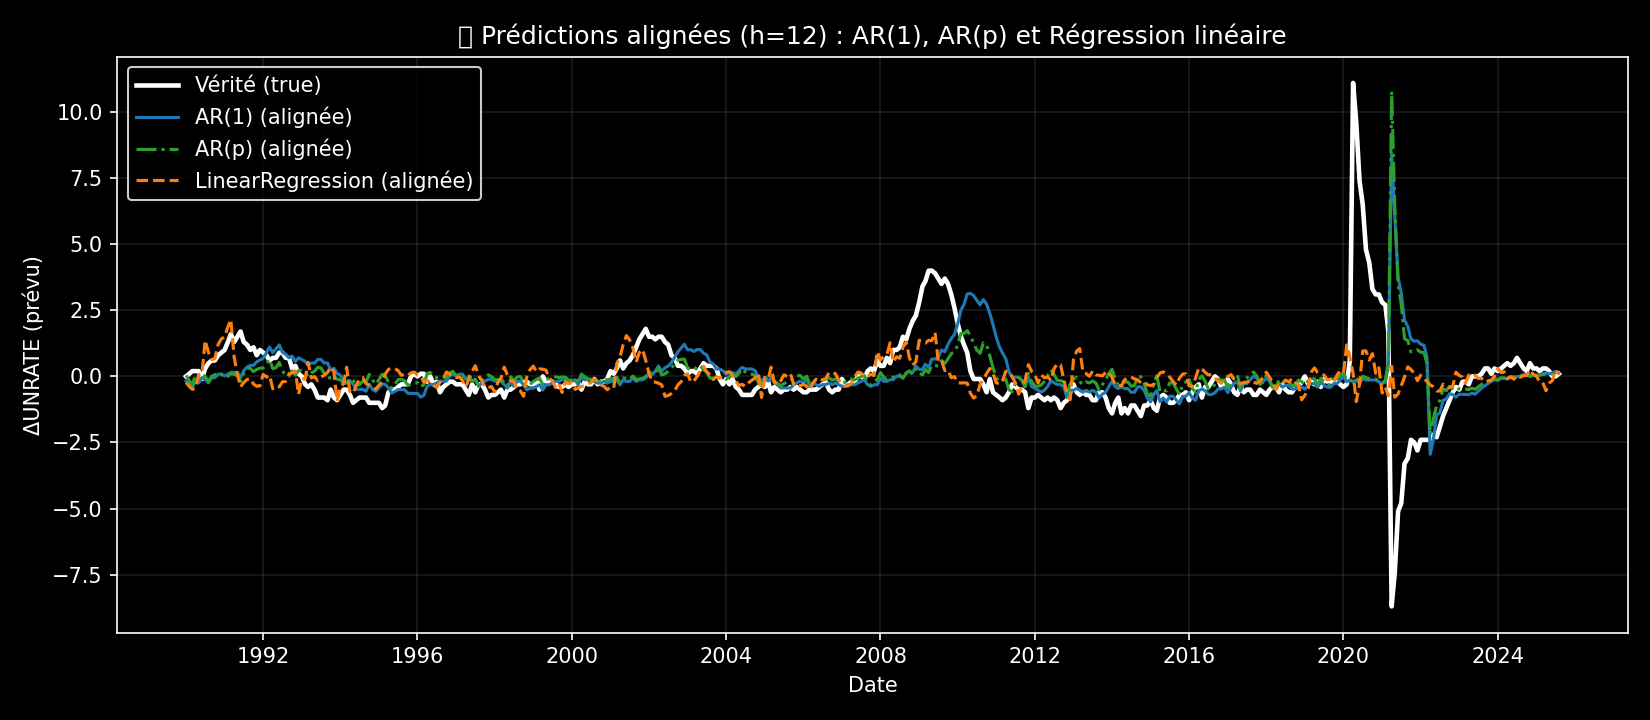 Prédictions alignées (h=12) : AR(1), AR(p) et Régression linéaire
Vérité (true)
AR(1) (alignée)
AR(p) (alignée)
LinearRegression (alignée)
10.0
7.5
5.0
2.5
0.0
−2.5
−5.0
−7.5
ΔUNRATE (prévu)
1992 1996 2000 2004 2008 2012 2016 2020 2024
Date